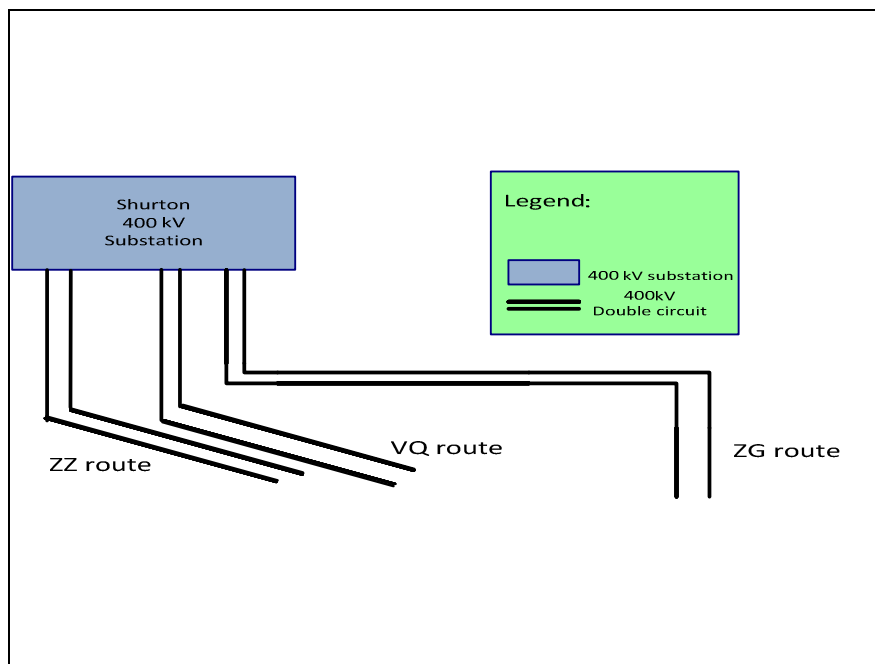 Shurton
400 kV
Substation
Legend:
400 kV substation
400kV
Double circuit
VQ route
ZG route
ZZ route